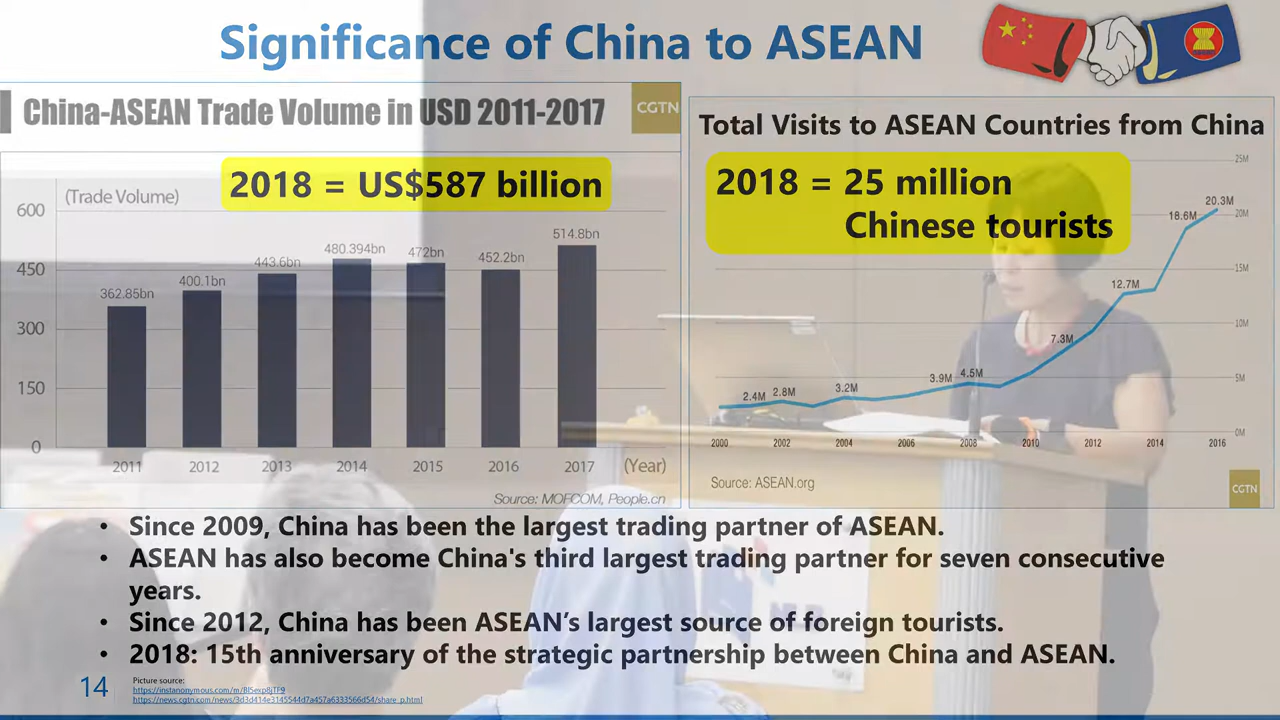 Significance of China to ASEAN
China-ASEAN Trade Volume in USD 2011-2017
CGTN
2018 = US$587 billion
(Trade Volume)
600
450
300
150
0
362.85bn
400.1bn
443.6bn
480.394bn
472bn
452.2bn
514.8bn
2011
2012
2013
2014
2015
2016
2017
(Year)
Source: MOFCOM, People.cn
Total Visits to ASEAN Countries from China
2018 = 25 million
Chinese tourists
25M
20M
15M
10M
5M
0M
2.4M
2.8M
3.2M
3.9M
4.5M
7.3M
12.7M
18.6M
20.3M
2000
2002
2004
2006
2008
2010
2012
2014
2016
Source: ASEAN.org
CGTN
• Since 2009, China has been the largest trading partner of ASEAN.
• ASEAN has also become China's third largest trading partner for seven consecutive
years.
• Since 2012, China has been ASEAN’s largest source of foreign tourists.
• 2018: 15th anniversary of the strategic partnership between China and ASEAN.
14
Picture source: